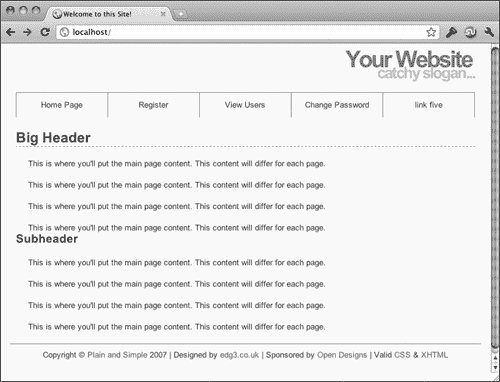 Welcome to this Site!
localhost/
Your Website
catchy slogan...
Home Page Register View Users Change Password link five
Big Header
This is where you'll put the main page content. This content will differ for each page.
This is where you'll put the main page content. This content will differ for each page.
This is where you'll put the main page content. This content will differ for each page.
This is where you'll put the main page content. This content will differ for each page.
Subheader
This is where you'll put the main page content. This content will differ for each page.
This is where you'll put the main page content. This content will differ for each page.
This is where you'll put the main page content. This content will differ for each page.
This is where you'll put the main page content. This content will differ for each page.
Copyright © Plain and Simple 2007 | Designed by edg3.co.uk | Sponsored by Open Designs | Valid CSS & XHTML